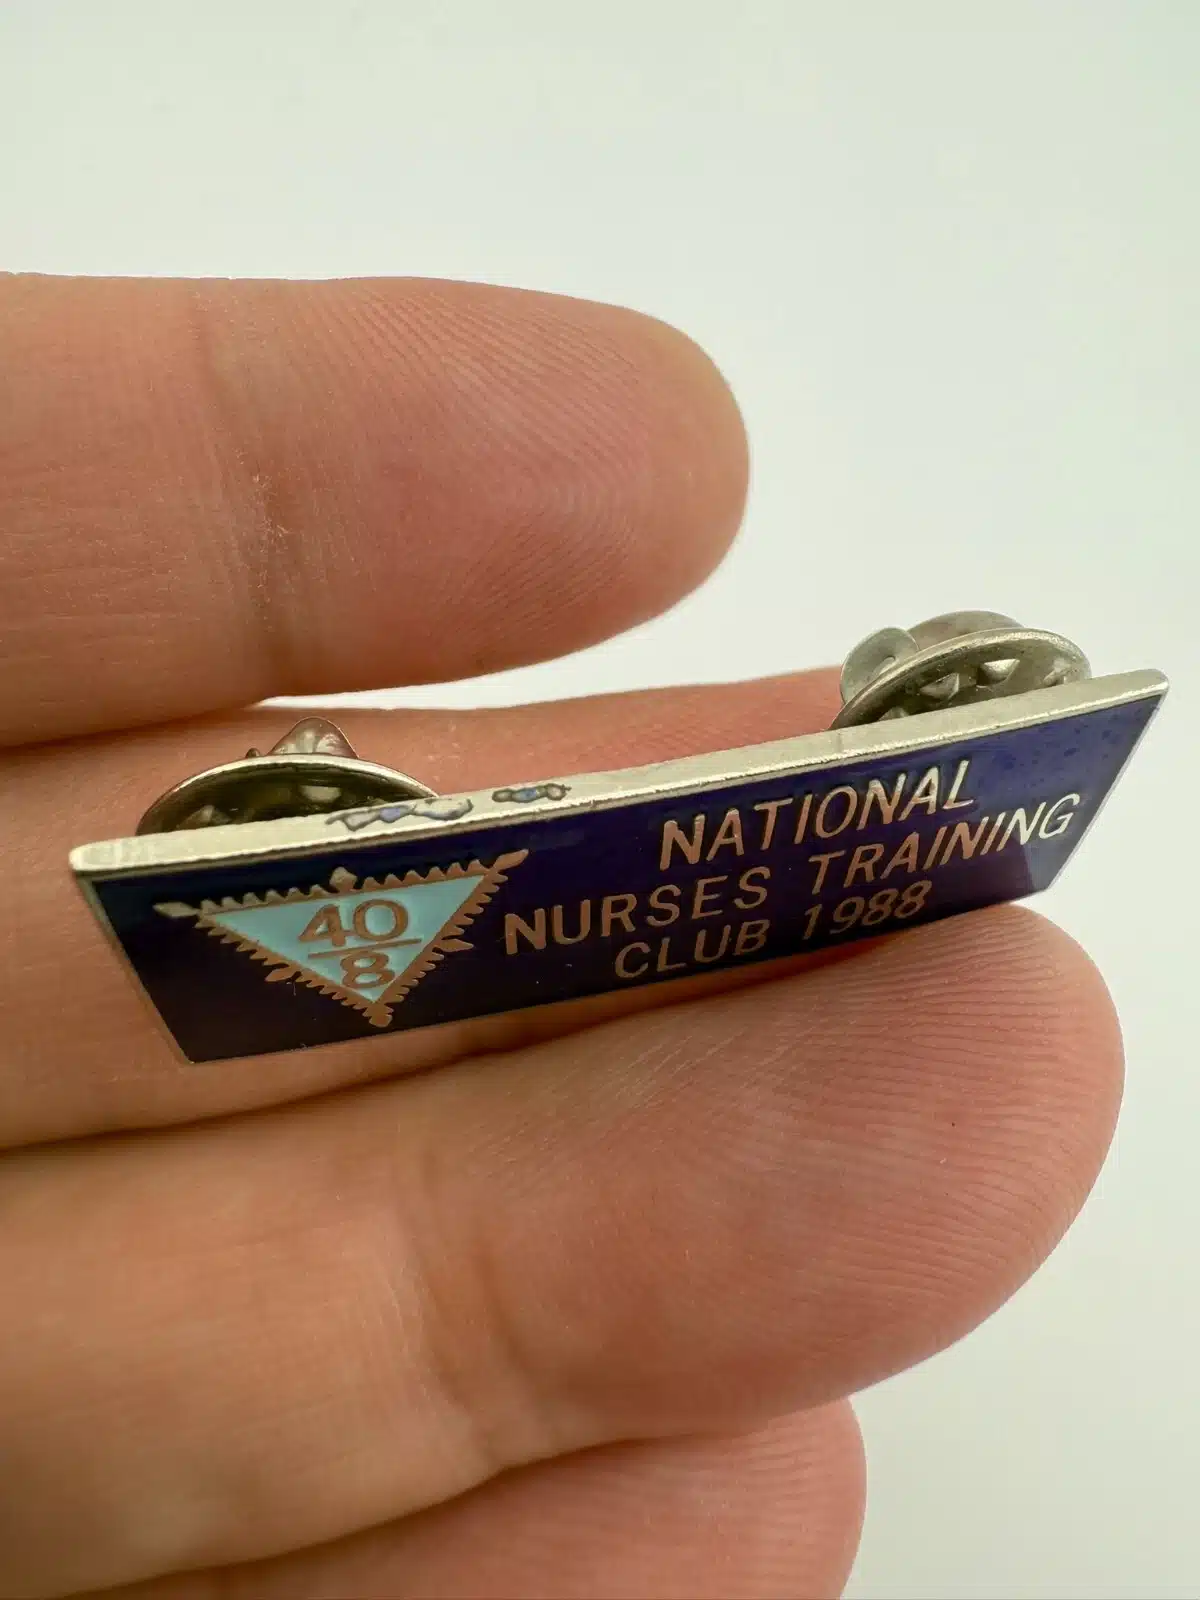 40
8
NATIONAL
NURSES TRAINING
CLUB 1988